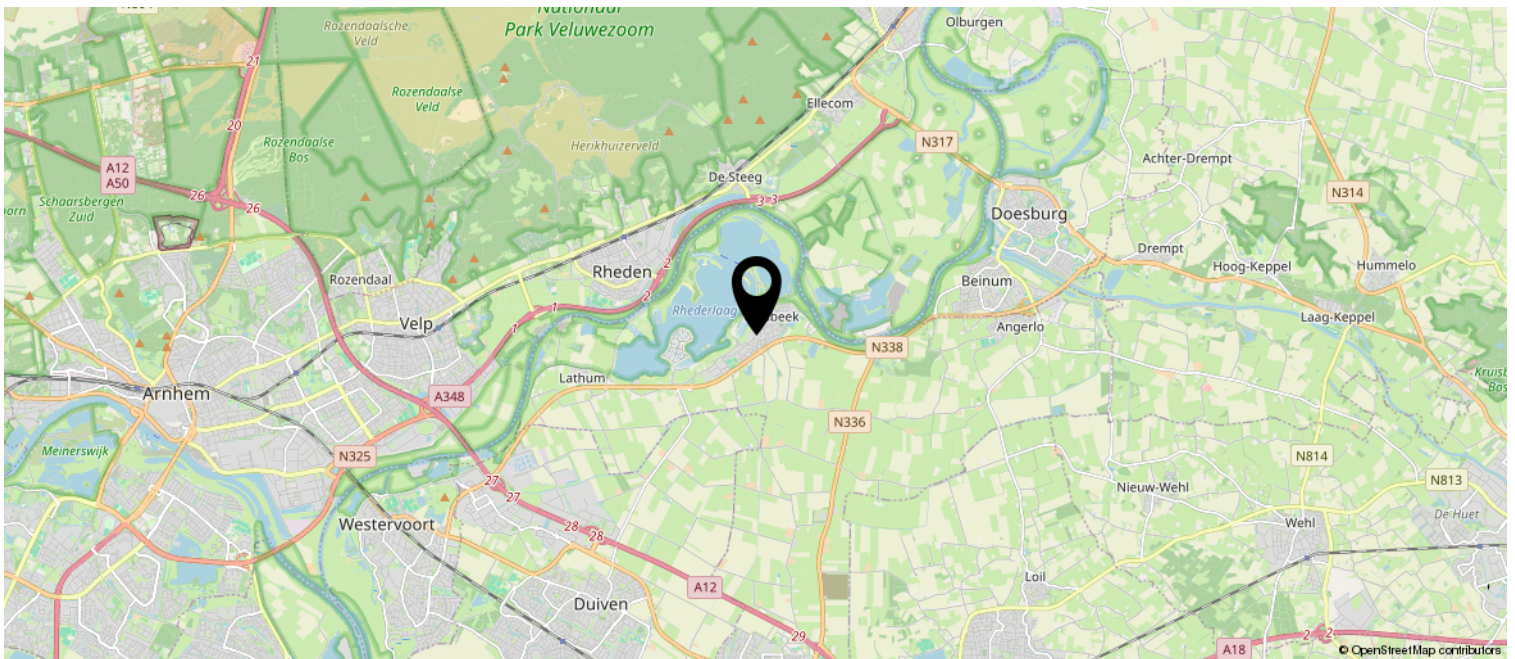 Nationaal
Park Veluwezoom
Olburgen
Rozendaalsche
Veld
21
Rozendaalse
Veld
Ellecom
20
Rozendaalse
Bos
Herikhuizerveld
N317
Achter-Drempt
A12
A50
26
26
De Steeg
N314
Schaarsbergen
Zuid
3
3
Doesburg
Drempt
Rozendaal
Rheden
2
Hoog-Keppel
Hummelo
Beinum
2
1
1
Rhederlaag
beek
Velp
Angerlo
Laag-Keppel
N338
Lathum
Arnhem
A348
N336
Meinerswijk
N325
N814
27
27
Nieuw-Wehl
N813
De Huet
Westervoort
28
28
Wehl
Loil
A12
Duiven
29
A18
2
2
© OpenStreetMap contributors